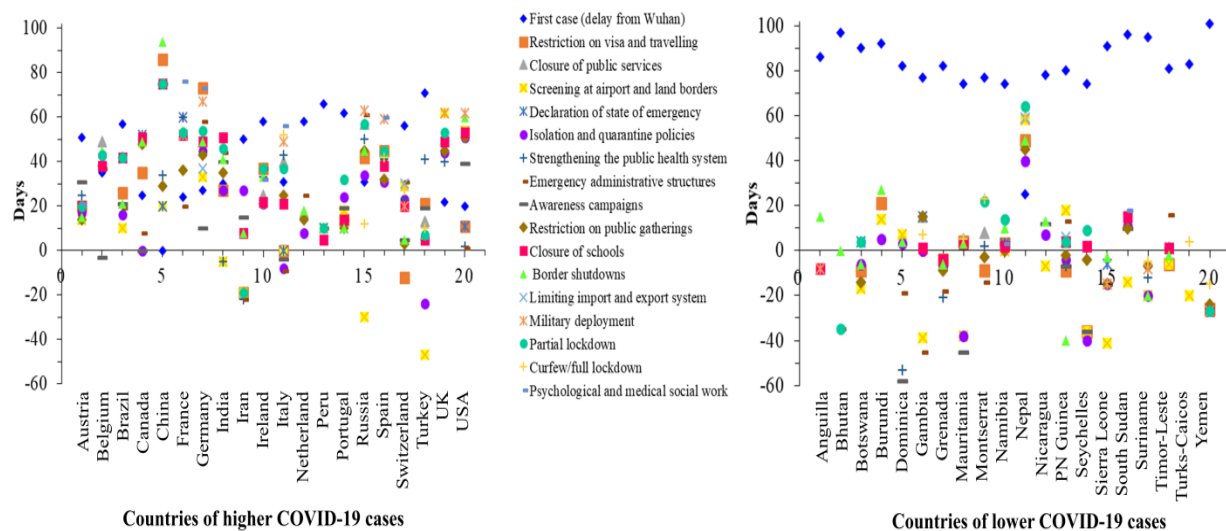 100
80
60
40
20
0
-20
-40
-60
Days
0
5
10
15
20
Austria
Belgium
Brazil
Canada
China
France
Germany
India
Iran
Ireland
Italy
Netherland
Peru
Portugal
Russia
Spain
Switzerland
Turkey
UK
USA
Countries of higher COVID-19 cases
First case (delay from Wuhan)
Restriction on visa and travelling
Closure of public services
Screening at airport and land borders
Declaration of state of emergency
Isolation and quarantine policies
Strengthening the public health system
Emergency administrative structures
Awareness campaigns
Restriction on public gatherings
Closure of schools
Border shutdowns
Limiting import and export system
Military deployment
Partial lockdown
Curfew/full lockdown
Psychological and medical social work
100
80
60
40
20
0
-20
-40
-60
Days
0
5
10
15
20
Anguilla
Bhutan
Botswana
Burundi
Dominica
Gambia
Grenada
Mauritania
Montserrat
Namibia
Nepal
Nicaragua
PN Guinea
Seychelles
Sierra Leone
South Sudan
Suriname
Timor-Leste
Turks-Caicos
Yemen
Countries of lower COVID-19 cases